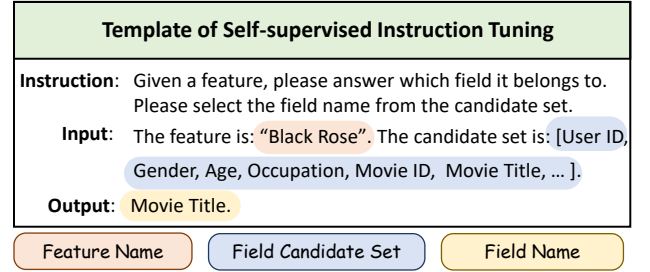 Template of Self-supervised Instruction Tuning
Instruction: Given a feature, please answer which field it belongs to.
Please select the field name from the candidate set.
Input: The feature is: “Black Rose”. The candidate set is: [User ID,
Gender, Age, Occupation, Movie ID, Movie Title, ... ].
Output: Movie Title.
Feature Name Field Candidate Set Field Name